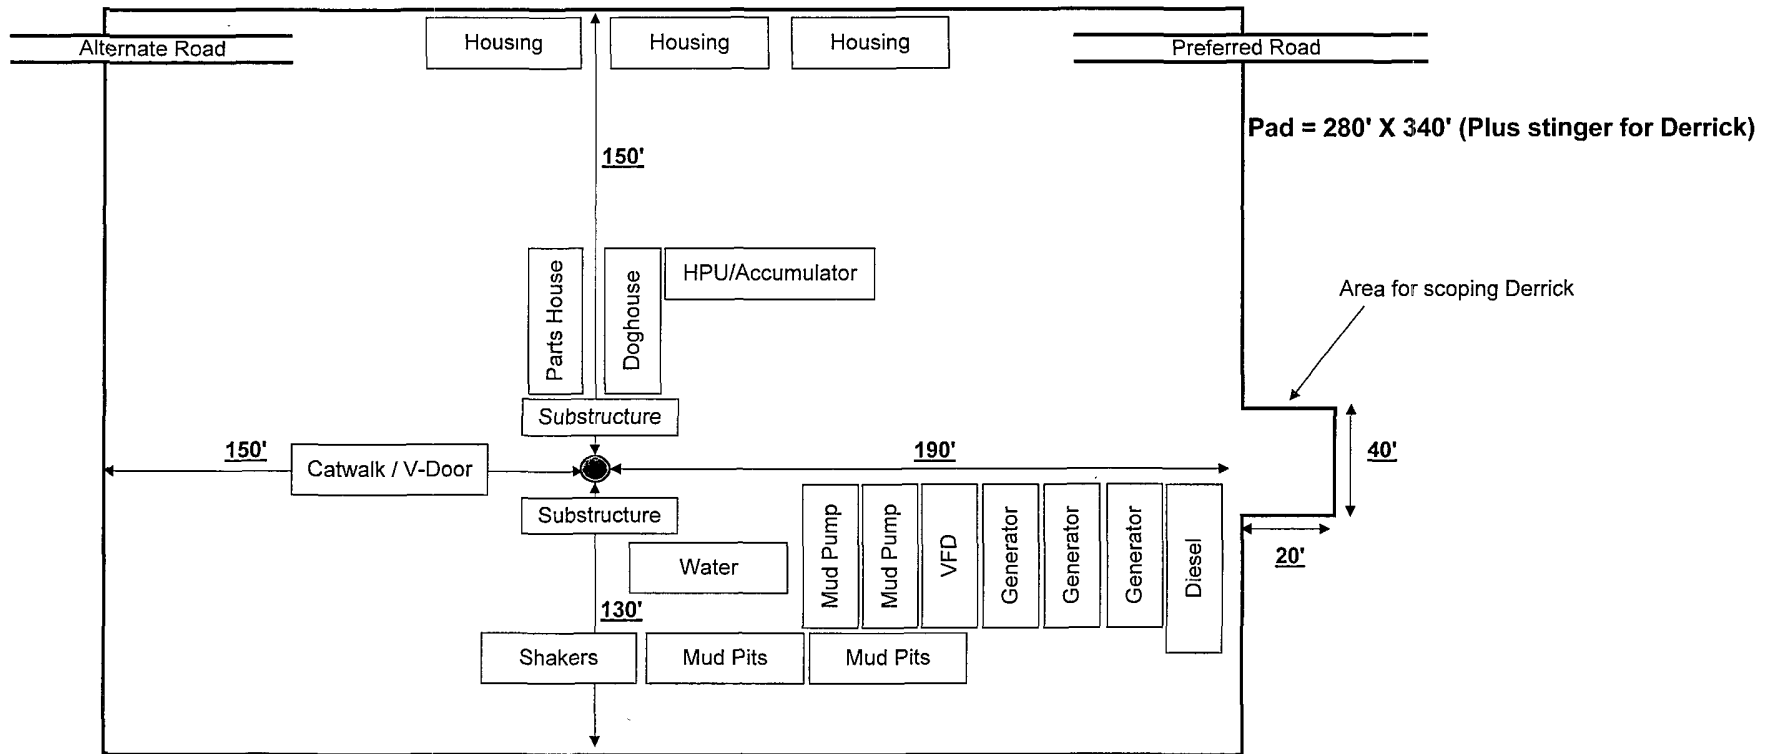 Alternate Road
Housing
Housing
Housing
Preferred Road
Pad = 280' X 340' (Plus stinger for Derrick)
150'
Parts House
Doghouse
HPU/Accumulator
Area for scoping Derrick
Substructure
150'
Catwalk / V-Door
190'
40'
Substructure
Mud Pump
Mud Pump
VFD
Generator
Generator
Generator
Diesel
20'
Water
130'
Shakers
Mud Pits
Mud Pits